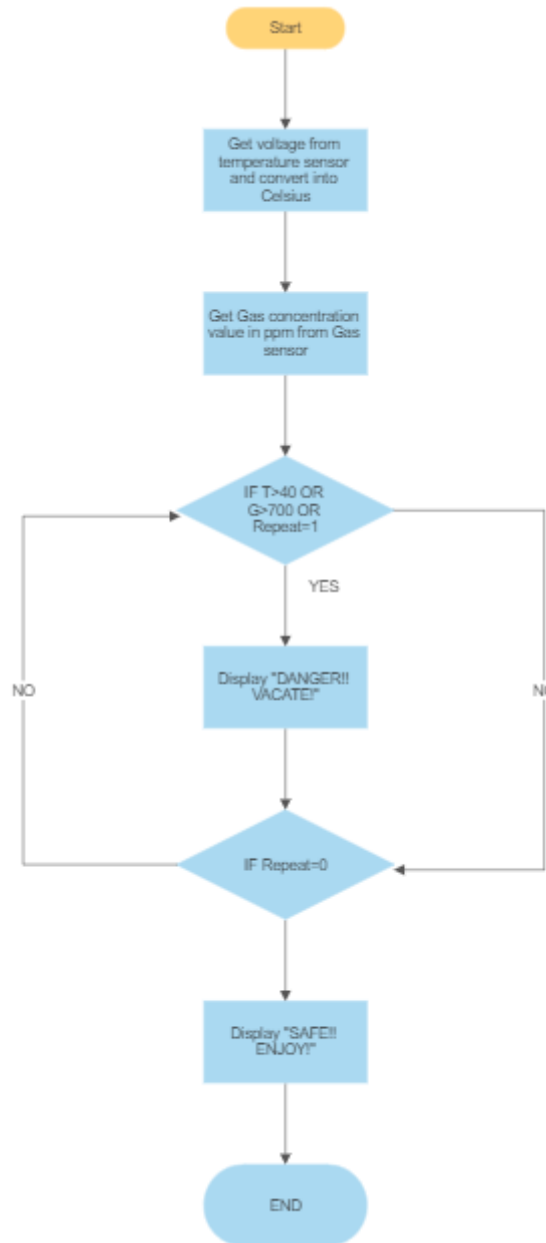 Start
Get voltage from
temperature sensor
and convert into
Celsius
Get Gas concentration
value in ppm from Gas
sensor
IF T>40 OR
G>700 OR
Repeat=1
YES
Display "DANGER!!
VACATE!"
NO
NO
IF Repeat=0
Display "SAFE!!
ENJOY!"
END